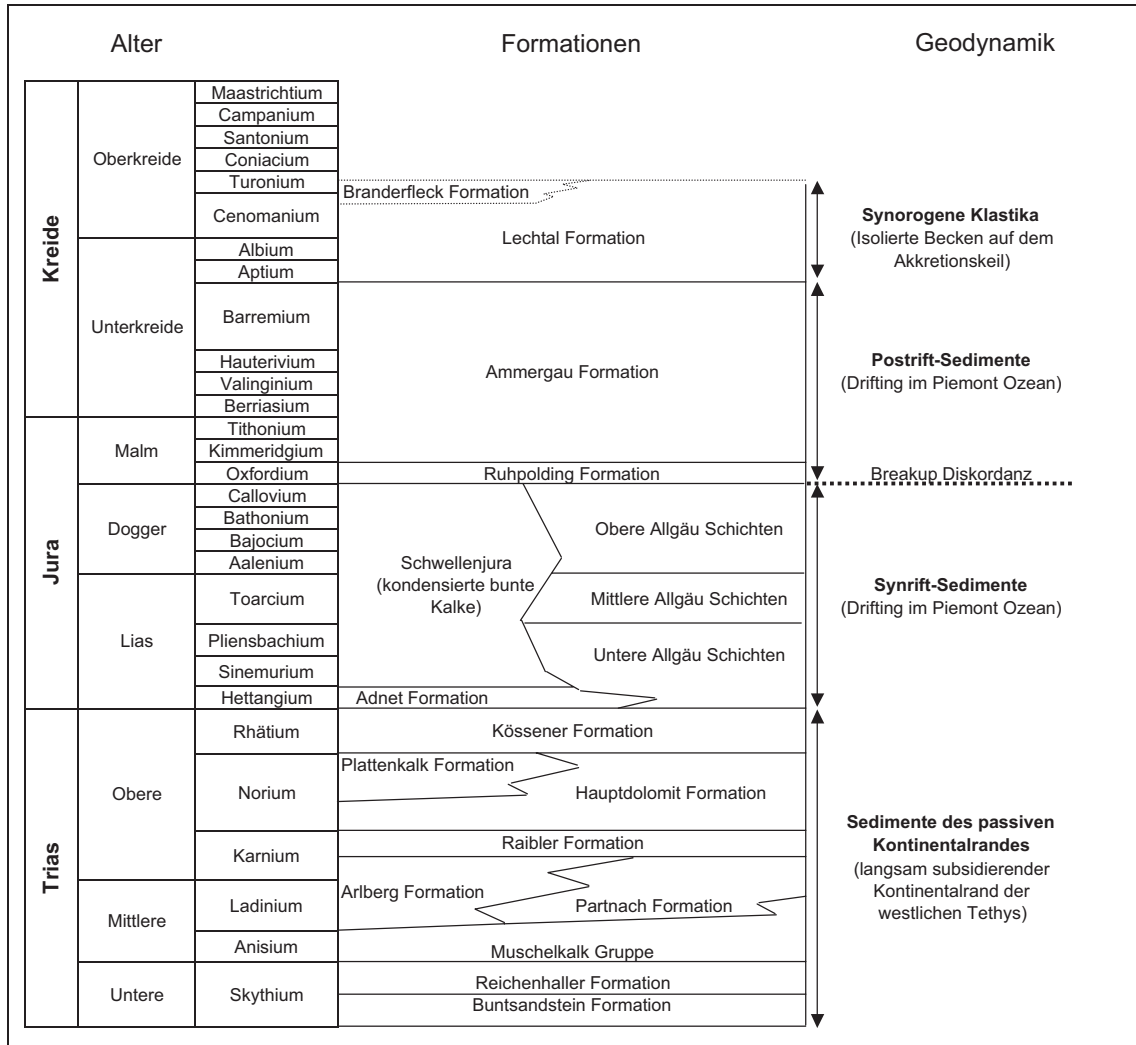 Alter
Formationen
Geodynamik
Kreide
Oberkreide
Maastrichtium
Campanium
Santonium
Coniacium
Turonium
Cenomanium
Unterkreide
Albium
Aptium
Barremium
Hauterivium
Valinginium
Berriasium
Jura
Malm
Tithonium
Kimmeridgium
Oxfordium
Dogger
Callovium
Bathonium
Bajocium
Aalenium
Lias
Toarcium
Pliensbachium
Sinemurium
Hettangium
Trias
Obere
Rhätium
Norium
Karnium
Mittlere
Ladinium
Anisium
Untere
Skythium
Branderfleck Formation
Lechtal Formation
Ammergau Formation
Ruhpolding Formation
Schwellenjura
(kondensierte bunte
Kalke)
Obere Allgäu Schichten
Mittlere Allgäu Schichten
Untere Allgäu Schichten
Adnet Formation
Kössener Formation
Plattenkalk Formation
Hauptdolomit Formation
Raibler Formation
Arlberg Formation
Partnach Formation
Muschelkalk Gruppe
Reichenhaller Formation
Buntsandstein Formation
Synorogene Klastika
(Isolierte Becken auf dem
Akkretionskeil)
Postrift-Sedimente
(Drifting im Piemont Ozean)
Breakup Diskordanz
Synrift-Sedimente
(Drifting im Piemont Ozean)
Sedimente des passiven
Kontinentalrandes
(langsam subsidierender
Kontinentalrand der
westlichen Tethys)